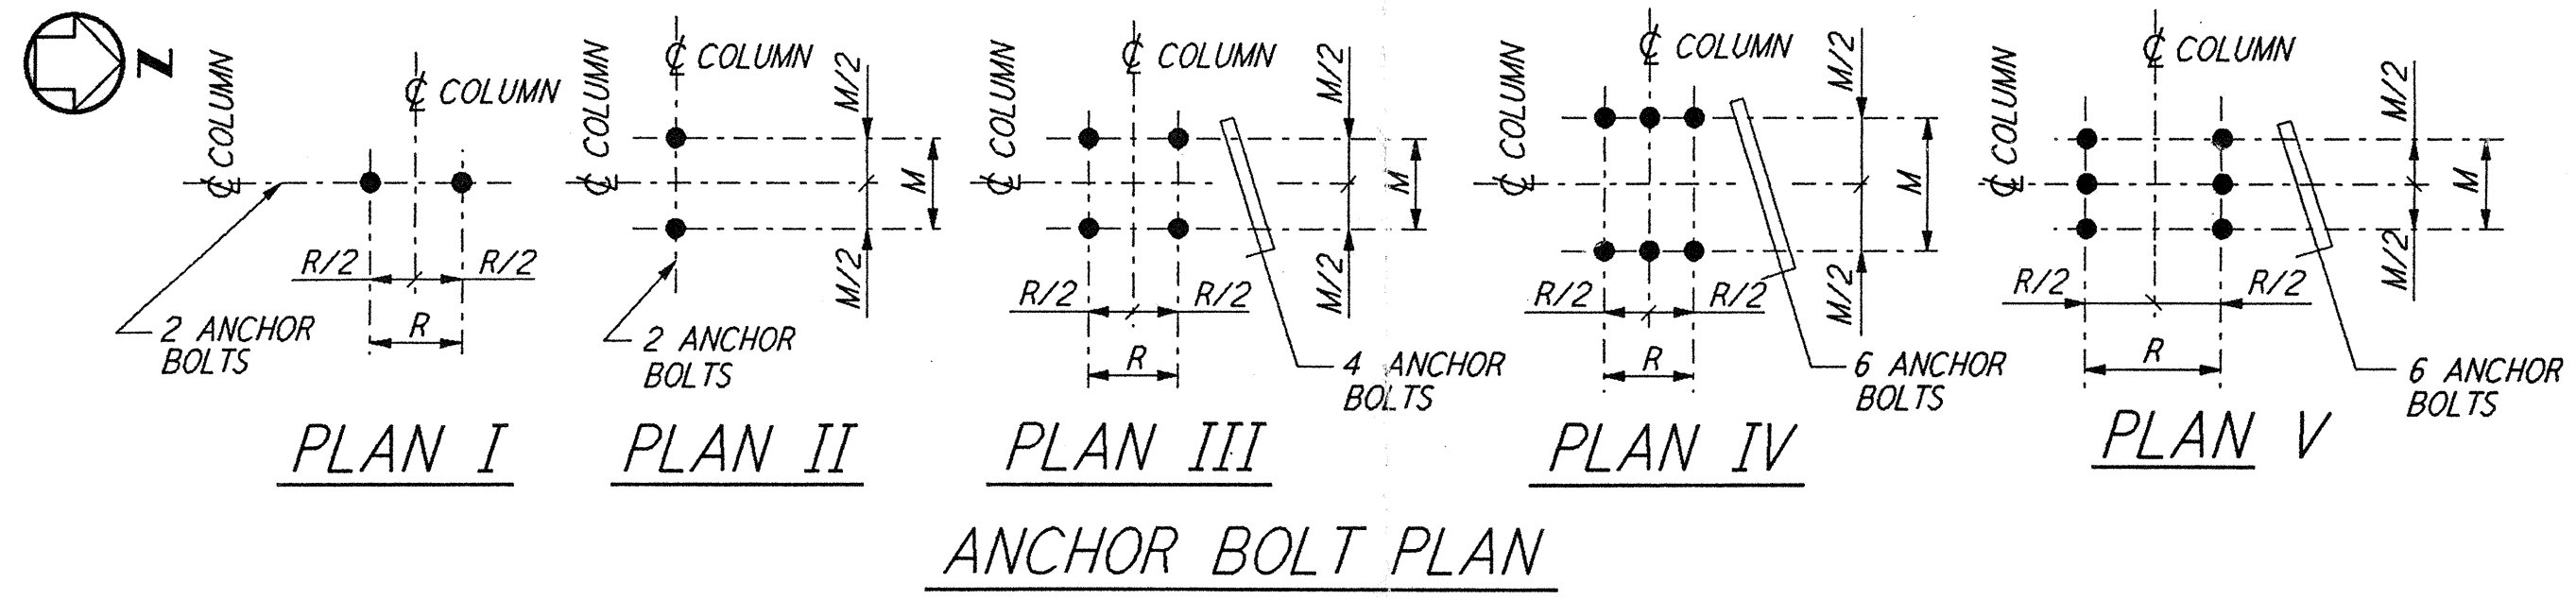 N
℄ COLUMN
℄ COLUMN
R/2
R/2
R
2 ANCHOR
BOLTS
PLAN I
℄ COLUMN
℄ COLUMN
M/2
M
M/2
2 ANCHOR
BOLTS
PLAN II
℄ COLUMN
℄ COLUMN
M/2
M
M/2
R/2
R/2
R
4 ANCHOR
BOLTS
PLAN III
℄ COLUMN
℄ COLUMN
M/2
M
M/2
R/2
R/2
R
6 ANCHOR
BOLTS
PLAN IV
℄ COLUMN
℄ COLUMN
M/2
M
M/2
R/2
R/2
R
6 ANCHOR
BOLTS
PLAN V
ANCHOR BOLT PLAN